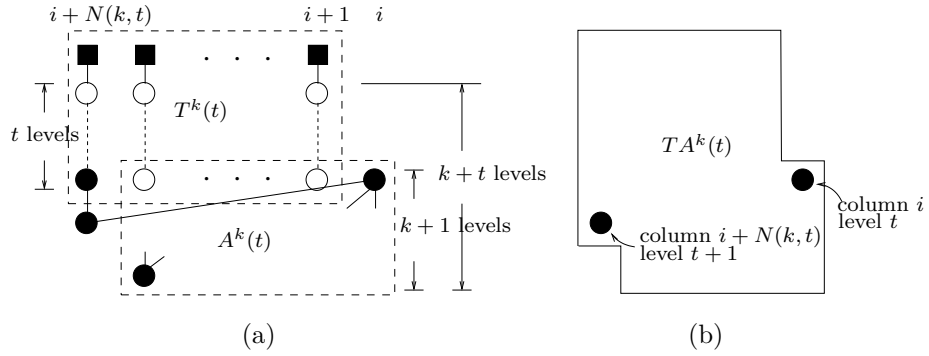 i + N(k, t) i + 1 i
. . .
T^k(t)
t levels
. . .
k + t levels
k + 1 levels
A^k(t)
TA^k(t)
column i
level t
column i + N(k, t)
level t + 1
(a) (b)